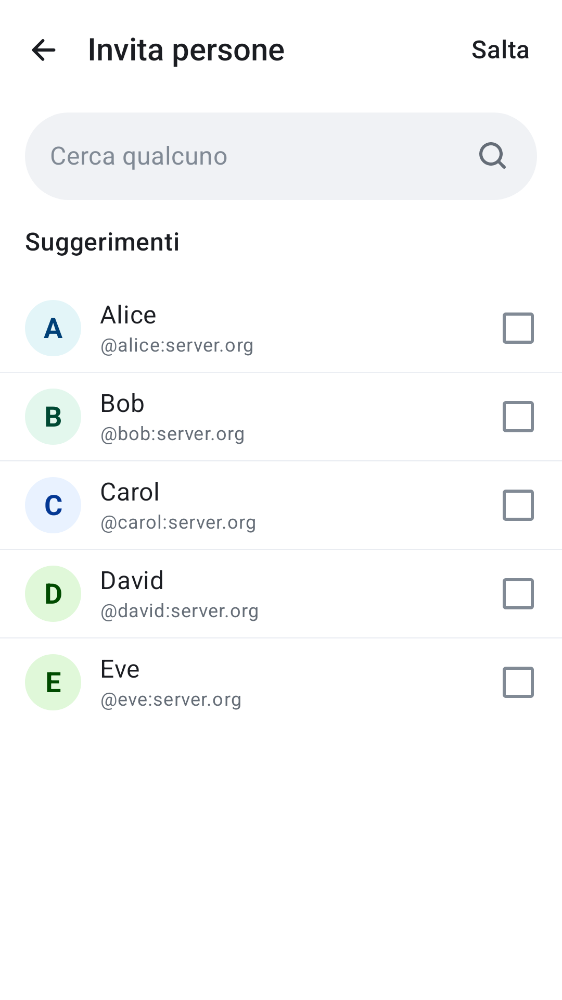 Invita persone
Salta
Cerca qualcuno
Suggerimenti
A
Alice
@alice:server.org
B
Bob
@bob:server.org
C
Carol
@carol:server.org
D
David
@david:server.org
E
Eve
@eve:server.org